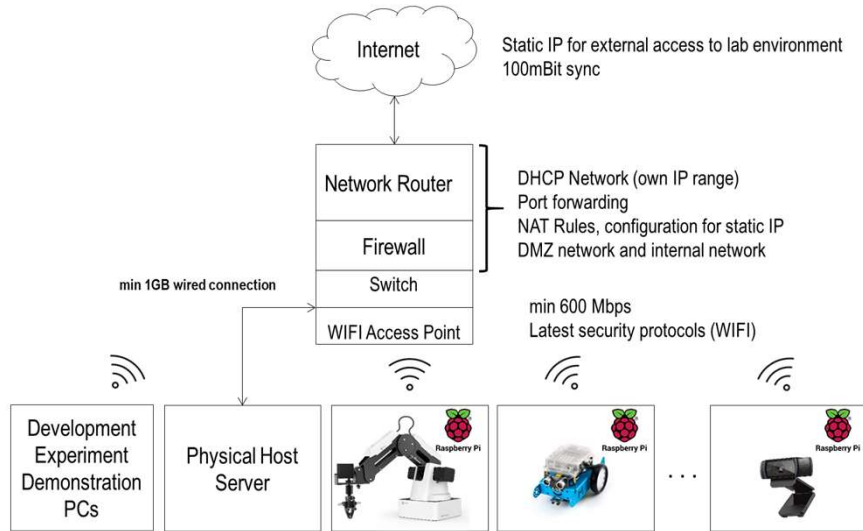 Internet
Static IP for external access to lab environment
100mBit sync
Network Router
DHCP Network (own IP range)
Port forwarding
NAT Rules, configuration for static IP
DMZ network and internal network
Firewall
min 1GB wired connection
Switch
min 600 Mbps
Latest security protocols (WIFI)
WIFI Access Point
Development
Experiment
Demonstration
PCs
Physical Host
Server
Raspberry Pi
Raspberry Pi
...
Raspberry Pi